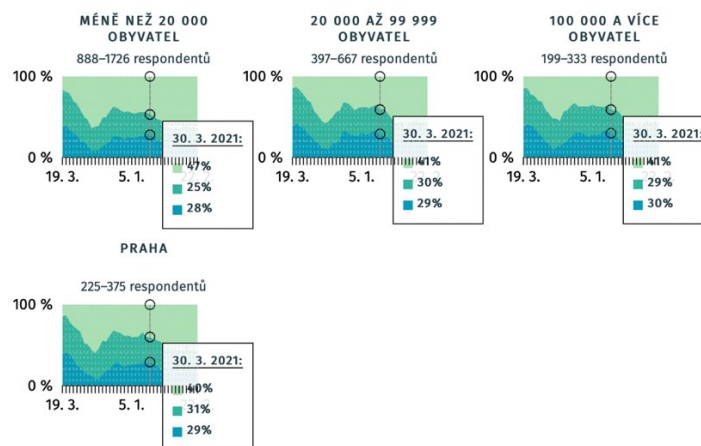 MÉNĚ NEŽ 20 000
OBYVATEL
888–1726 respondentů
100 %
0 %
19. 3.
5. 1.
30. 3. 2021:
47%
25%
28%
20 000 AŽ 99 999
OBYVATEL
397–667 respondentů
100 %
0 %
19. 3.
5. 1.
30. 3. 2021:
41%
30%
29%
100 000 A VÍCE
OBYVATEL
199–333 respondentů
100 %
0 %
19. 3.
5. 1.
30. 3. 2021:
41%
29%
30%
PRAHA
225–375 respondentů
100 %
0 %
19. 3.
5. 1.
30. 3. 2021:
40%
31%
29%